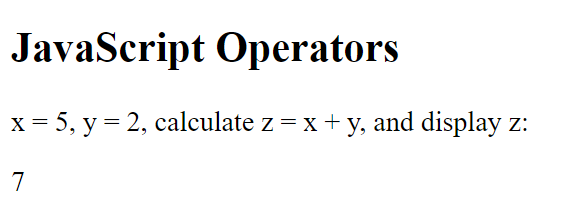 JavaScript Operators
x = 5, y = 2, calculate z = x + y, and display z:
7